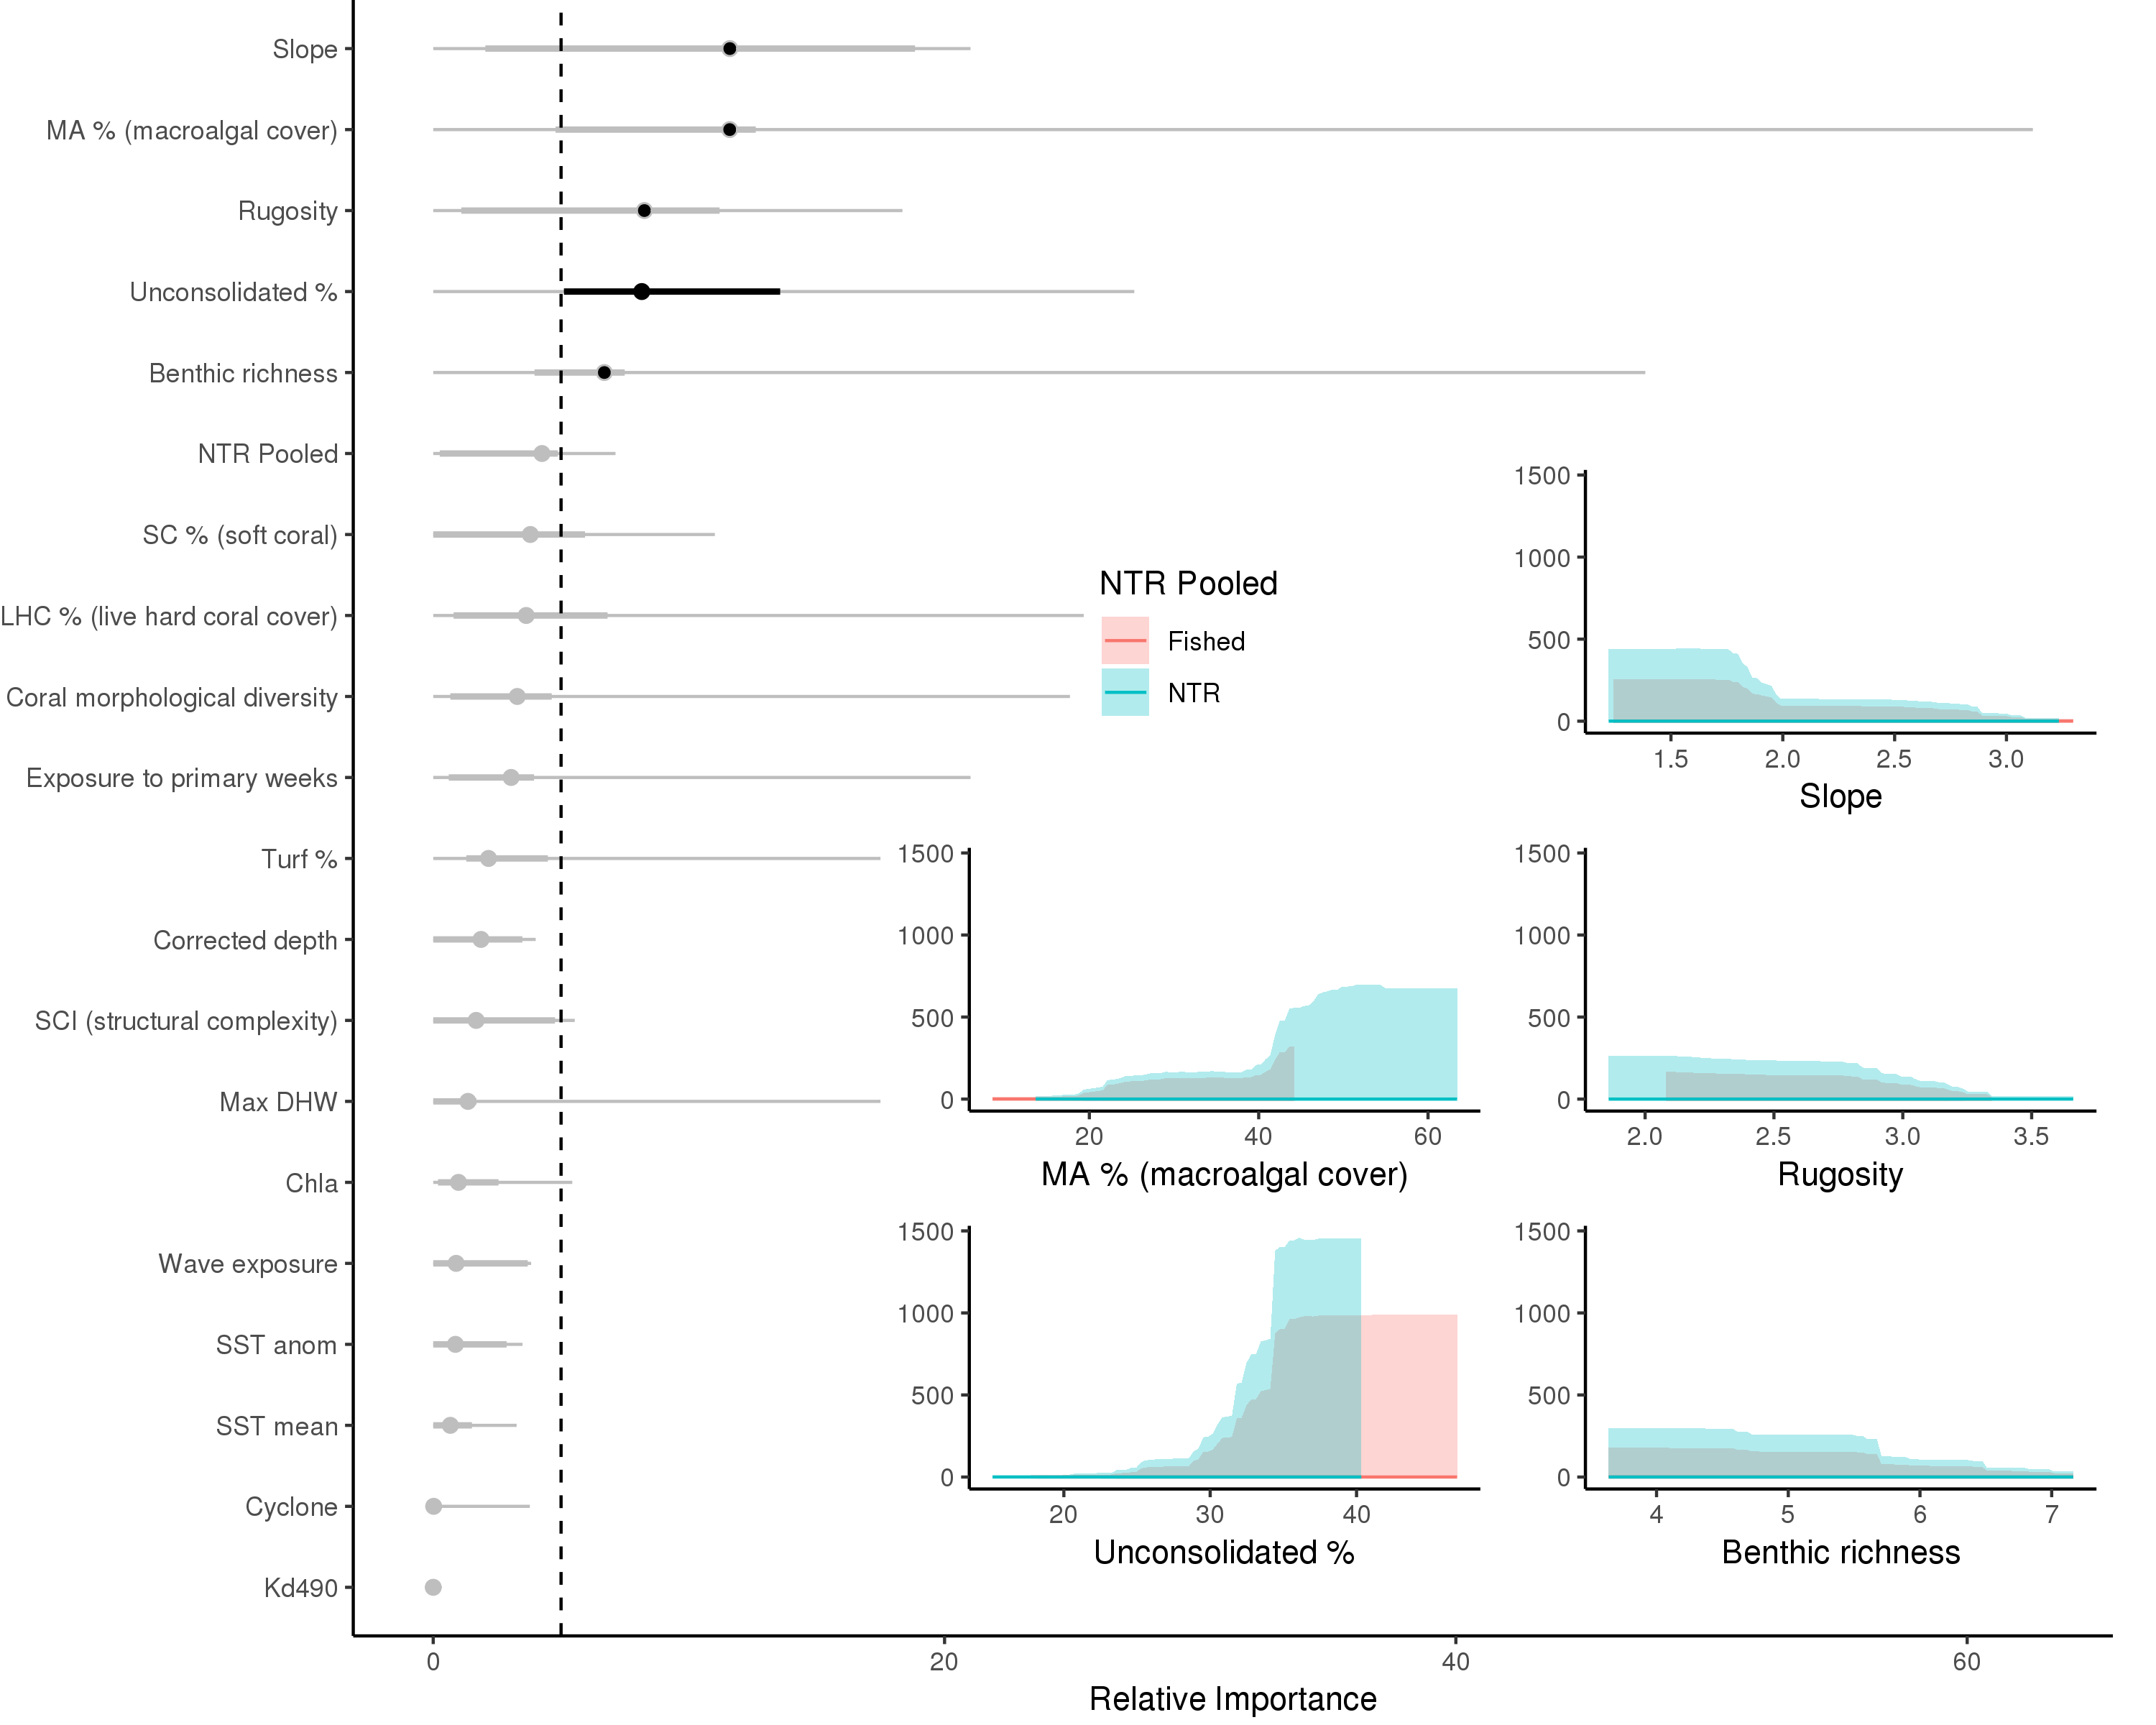 Slope
MA % (macroalgal cover)
Rugosity
Unconsolidated %
Benthic richness
NTR Pooled
SC % (soft coral)
LHC % (live hard coral cover)
Coral morphological diversity
Exposure to primary weeks
Turf %
Corrected depth
SCI (structural complexity)
Max DHW
Chla
Wave exposure
SST anom
SST mean
Cyclone
Kd490
0 20 40 60
Relative Importance
NTR Pooled
Fished
NTR
1500
1000
500
0
1.5 2.0 2.5 3.0
Slope
1500
1000
500
0
20 40 60
MA % (macroalgal cover)
1500
1000
500
0
2.0 2.5 3.0 3.5
Rugosity
1500
1000
500
0
20 30 40
Unconsolidated %
1500
1000
500
0
4 5 6 7
Benthic richness